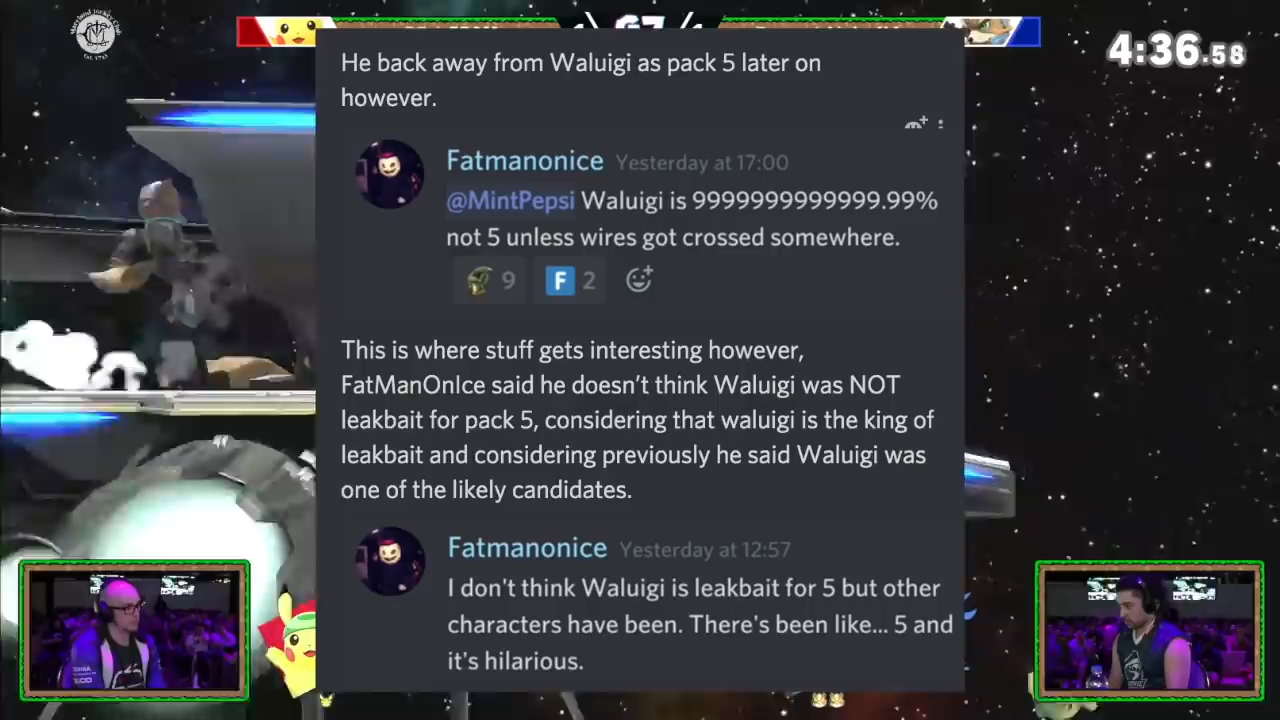 4:36.58
He back away from Waluigi as pack 5 later on
however.
Fatmanonice Yesterday at 17:00
@MintPepsi Waluigi is 9999999999999.99%
not 5 unless wires got crossed somewhere.
9 F 2
This is where stuff gets interesting however,
FatManOnIce said he doesn't think Waluigi was NOT
leakbait for pack 5, considering that waluigi is the king of
leakbait and considering previously he said Waluigi was
one of the likely candidates.
Fatmanonice Yesterday at 12:57
I don't think Waluigi is leakbait for 5 but other
characters have been. There's been like... 5 and
it's hilarious.